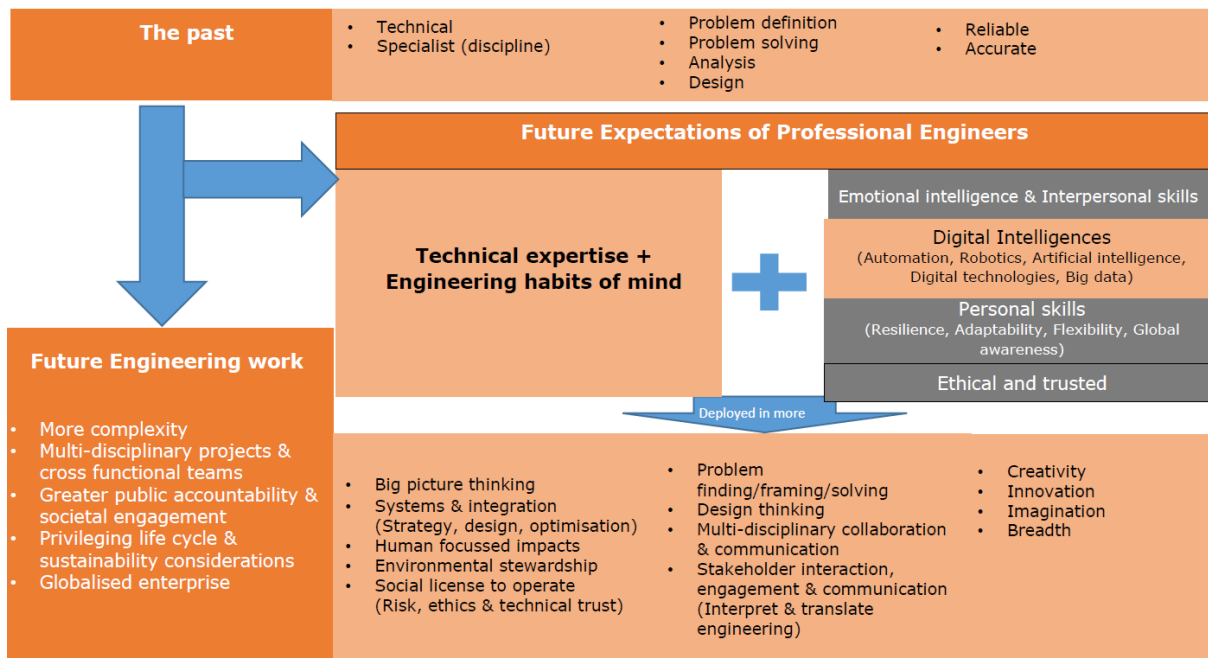 The past
• Technical
• Specialist (discipline)
• Problem definition
• Problem solving
• Analysis
• Design
• Reliable
• Accurate
Future Expectations of Professional Engineers
Technical expertise +
Engineering habits of mind
Emotional intelligence & Interpersonal skills
Digital Intelligences
(Automation, Robotics, Artificial intelligence,
Digital technologies, Big data)
Personal skills
(Resilience, Adaptability, Flexibility, Global
awareness)
Ethical and trusted
Deployed in more
Future Engineering work
• More complexity
• Multi-disciplinary projects &
cross functional teams
• Greater public accountability &
societal engagement
• Privileging life cycle &
sustainability considerations
• Globalised enterprise
• Big picture thinking
• Systems & integration
(Strategy, design, optimisation)
• Human focussed impacts
• Environmental stewardship
• Social license to operate
(Risk, ethics & technical trust)
• Problem
finding/framing/solving
• Design thinking
• Multi-disciplinary collaboration
& communication
• Stakeholder interaction,
engagement & communication
(Interpret & translate
engineering)
• Creativity
• Innovation
• Imagination
• Breadth